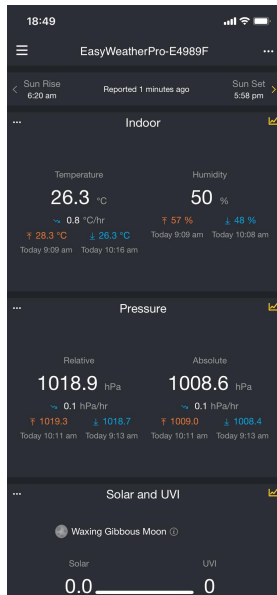 18:49
EasyWeatherPro-E4989F
Sun Rise
6:20 am
Reported 1 minutes ago
Sun Set
5:58 pm
Indoor
Temperature
26.3 °C
0.8 °C/hr
28.3 °C 26.3 °C
Today 9:09 am Today 10:16 am
Humidity
50 %
57 % 48 %
Today 9:09 am Today 10:08 am
Pressure
Relative
1018.9 hPa
0.1 hPa/hr
1019.3 1018.7
Today 10:11 am Today 9:13 am
Absolute
1008.6 hPa
0.1 hPa/hr
1009.0 1008.4
Today 10:11 am Today 9:13 am
Solar and UVI
Waxing Gibbous Moon
Solar
0.0
UVI
0